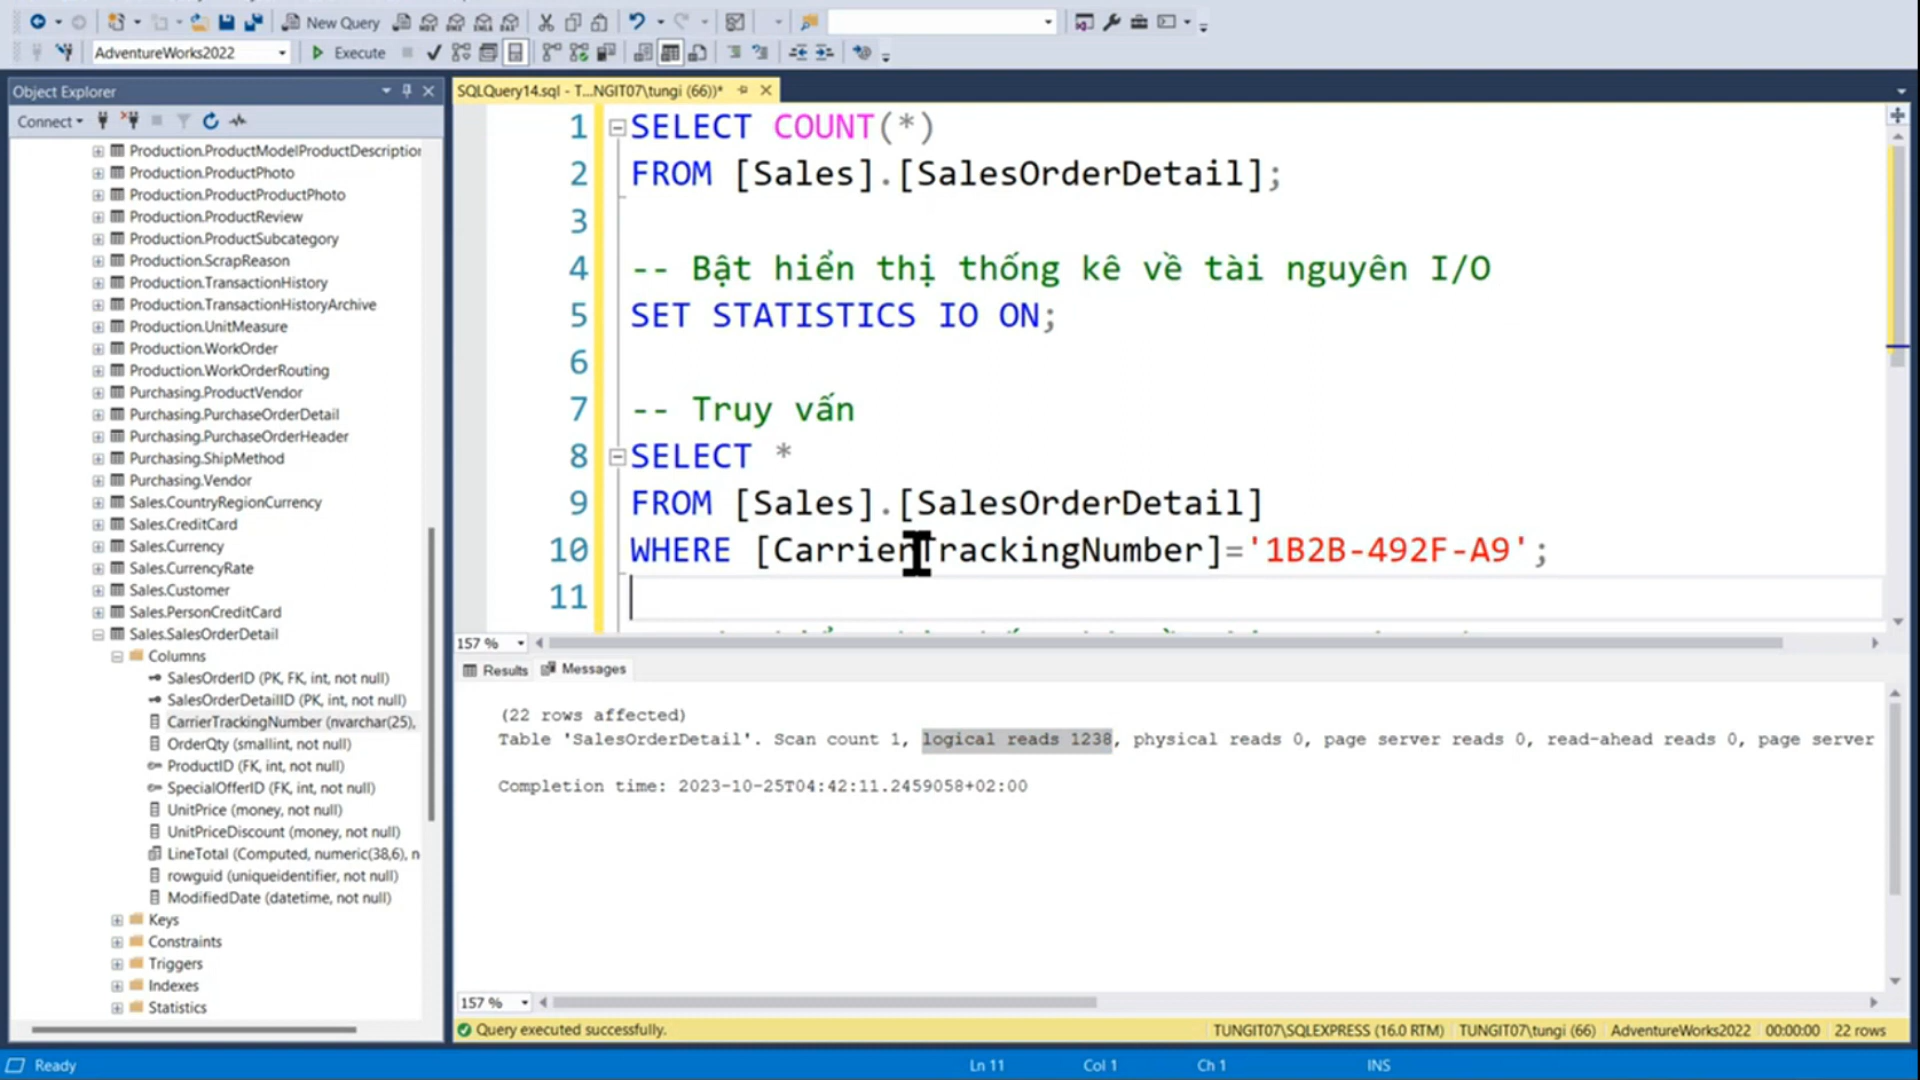 New Query
AdventureWorks2022
Execute
Object Explorer
Connect
Production.ProductModelProductDescription
Production.ProductPhoto
Production.ProductProductPhoto
Production.ProductReview
Production.ProductSubcategory
Production.ScrapReason
Production.TransactionHistory
Production.TransactionHistoryArchive
Production.UnitMeasure
Production.WorkOrder
Production.WorkOrderRouting
Purchasing.ProductVendor
Purchasing.PurchaseOrderDetail
Purchasing.PurchaseOrderHeader
Purchasing.ShipMethod
Purchasing.Vendor
Sales.CountryRegionCurrency
Sales.CreditCard
Sales.Currency
Sales.CurrencyRate
Sales.Customer
Sales.PersonCreditCard
Sales.SalesOrderDetail
Columns
SalesOrderID (PK, FK, int, not null)
SalesOrderDetailID (PK, int, not null)
CarrierTrackingNumber (nvarchar(25),
OrderQty (smallint, not null)
ProductID (FK, int, not null)
SpecialOfferID (FK, int, not null)
UnitPrice (money, not null)
UnitPriceDiscount (money, not null)
LineTotal (Computed, numeric(38,6), n
rowguid (uniqueidentifier, not null)
ModifiedDate (datetime, not null)
Keys
Constraints
Triggers
Indexes
Statistics
SQLQuery14.sql - T...NGIT07\tungi (66))*
1 SELECT COUNT(*)
2 FROM [Sales].[SalesOrderDetail];
3
4 -- Bật hiển thị thống kê về tài nguyên I/O
5 SET STATISTICS IO ON;
6
7 -- Truy vấn
8 SELECT *
9 FROM [Sales].[SalesOrderDetail]
10 WHERE [CarrierTrackingNumber]='1B2B-492F-A9';
11
157 %
Results Messages
(22 rows affected)
Table 'SalesOrderDetail'. Scan count 1, logical reads 1238, physical reads 0, page server reads 0, read-ahead reads 0, page server
Completion time: 2023-10-25T04:42:11.2459058+02:00
157 %
Query executed successfully. TUNGIT07\SQLEXPRESS (16.0 RTM) TUNGIT07\tungi (66) AdventureWorks2022 00:00:00 22 rows
Ready Ln 11 Col 1 Ch 1 INS